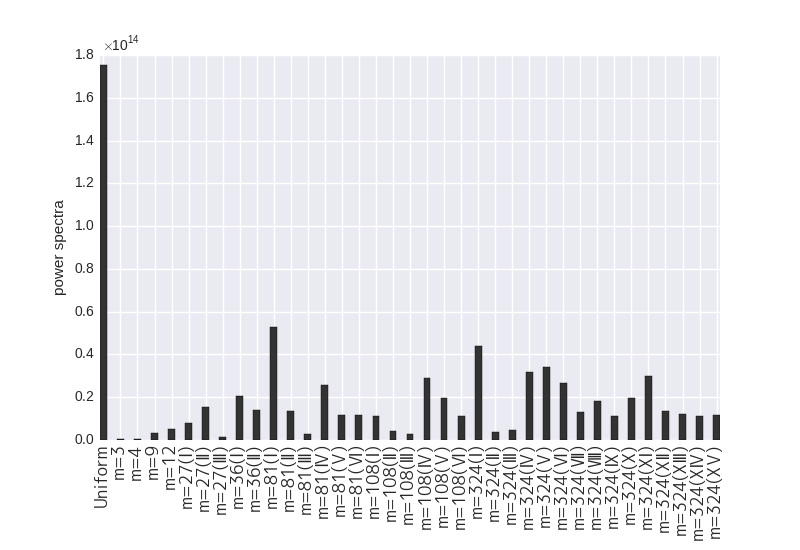 ×10¹⁴
1.8
1.6
1.4
1.2
1.0
0.8
0.6
0.4
0.2
0.0
power spectra
Uniform
m=3
m=4
m=9
m=12
m=27(Ⅰ)
m=27(Ⅱ)
m=27(Ⅲ)
m=36(Ⅰ)
m=36(Ⅱ)
m=81(Ⅰ)
m=81(Ⅱ)
m=81(Ⅲ)
m=81(Ⅳ)
m=81(Ⅴ)
m=81(Ⅵ)
m=108(Ⅰ)
m=108(Ⅱ)
m=108(Ⅲ)
m=108(Ⅳ)
m=108(Ⅴ)
m=108(Ⅵ)
m=324(Ⅰ)
m=324(Ⅱ)
m=324(Ⅲ)
m=324(Ⅳ)
m=324(Ⅴ)
m=324(Ⅵ)
m=324(Ⅶ)
m=324(Ⅷ)
m=324(Ⅸ)
m=324(Ⅹ)
m=324(Ⅺ)
m=324(Ⅻ)
m=324(XⅢ)
m=324(XⅣ)
m=324(XⅤ)